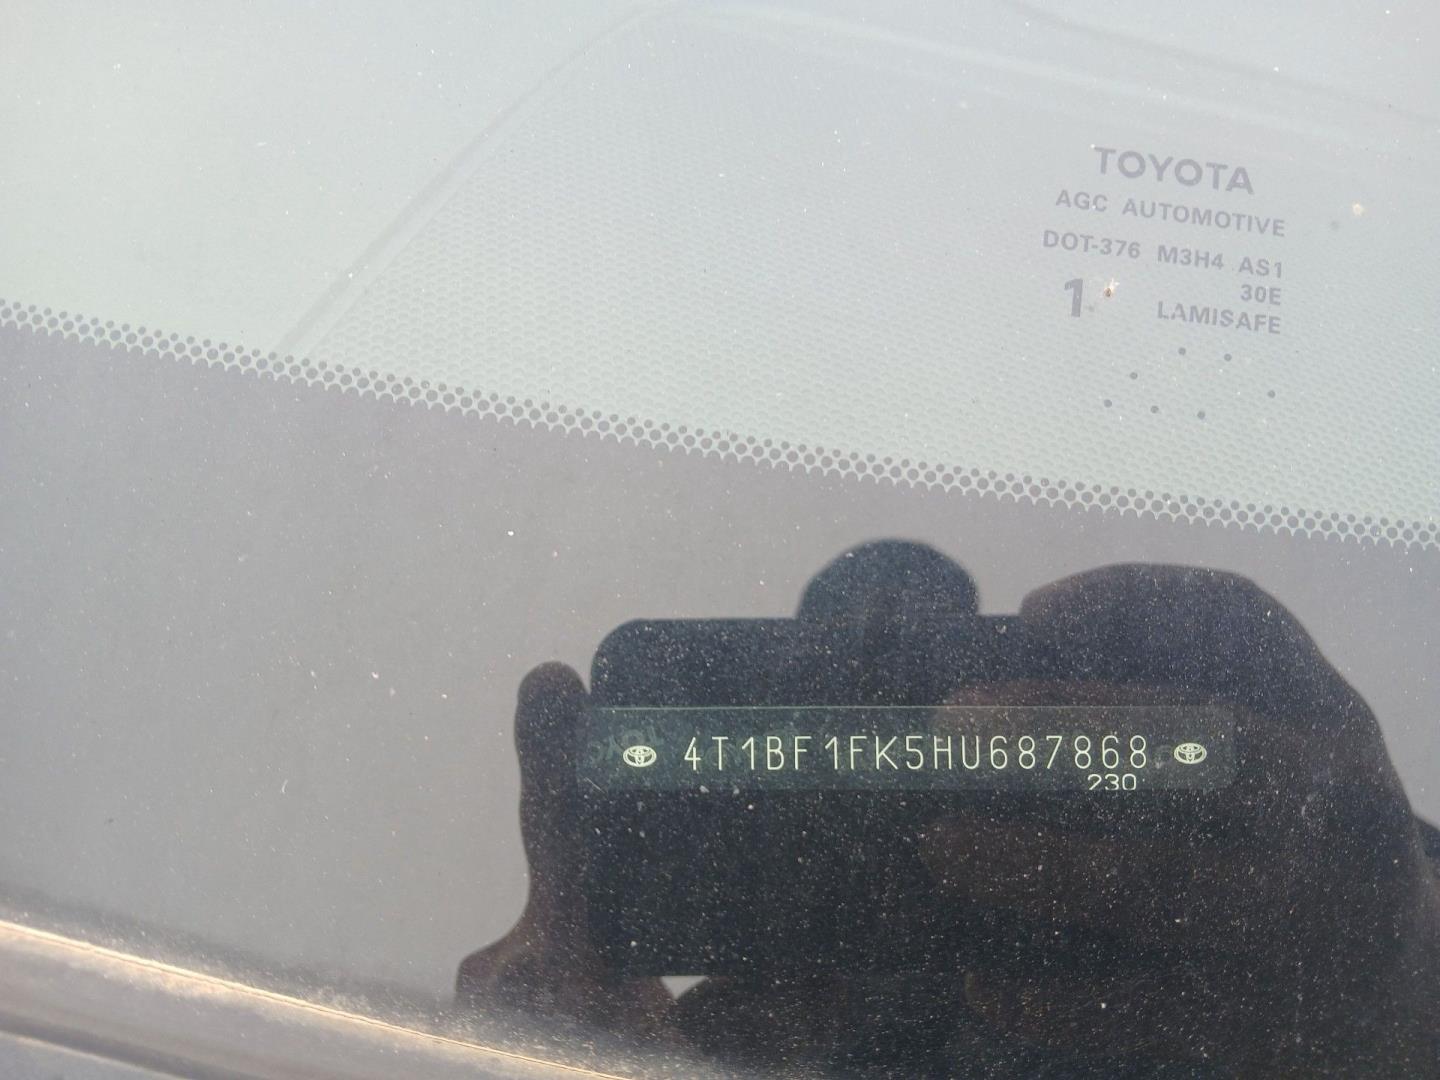 TOYOTA
AGC AUTOMOTIVE
DOT-376 M3H4 AS1
30E
1
LAMISAFE
4T1BF1FK5HU687868
230